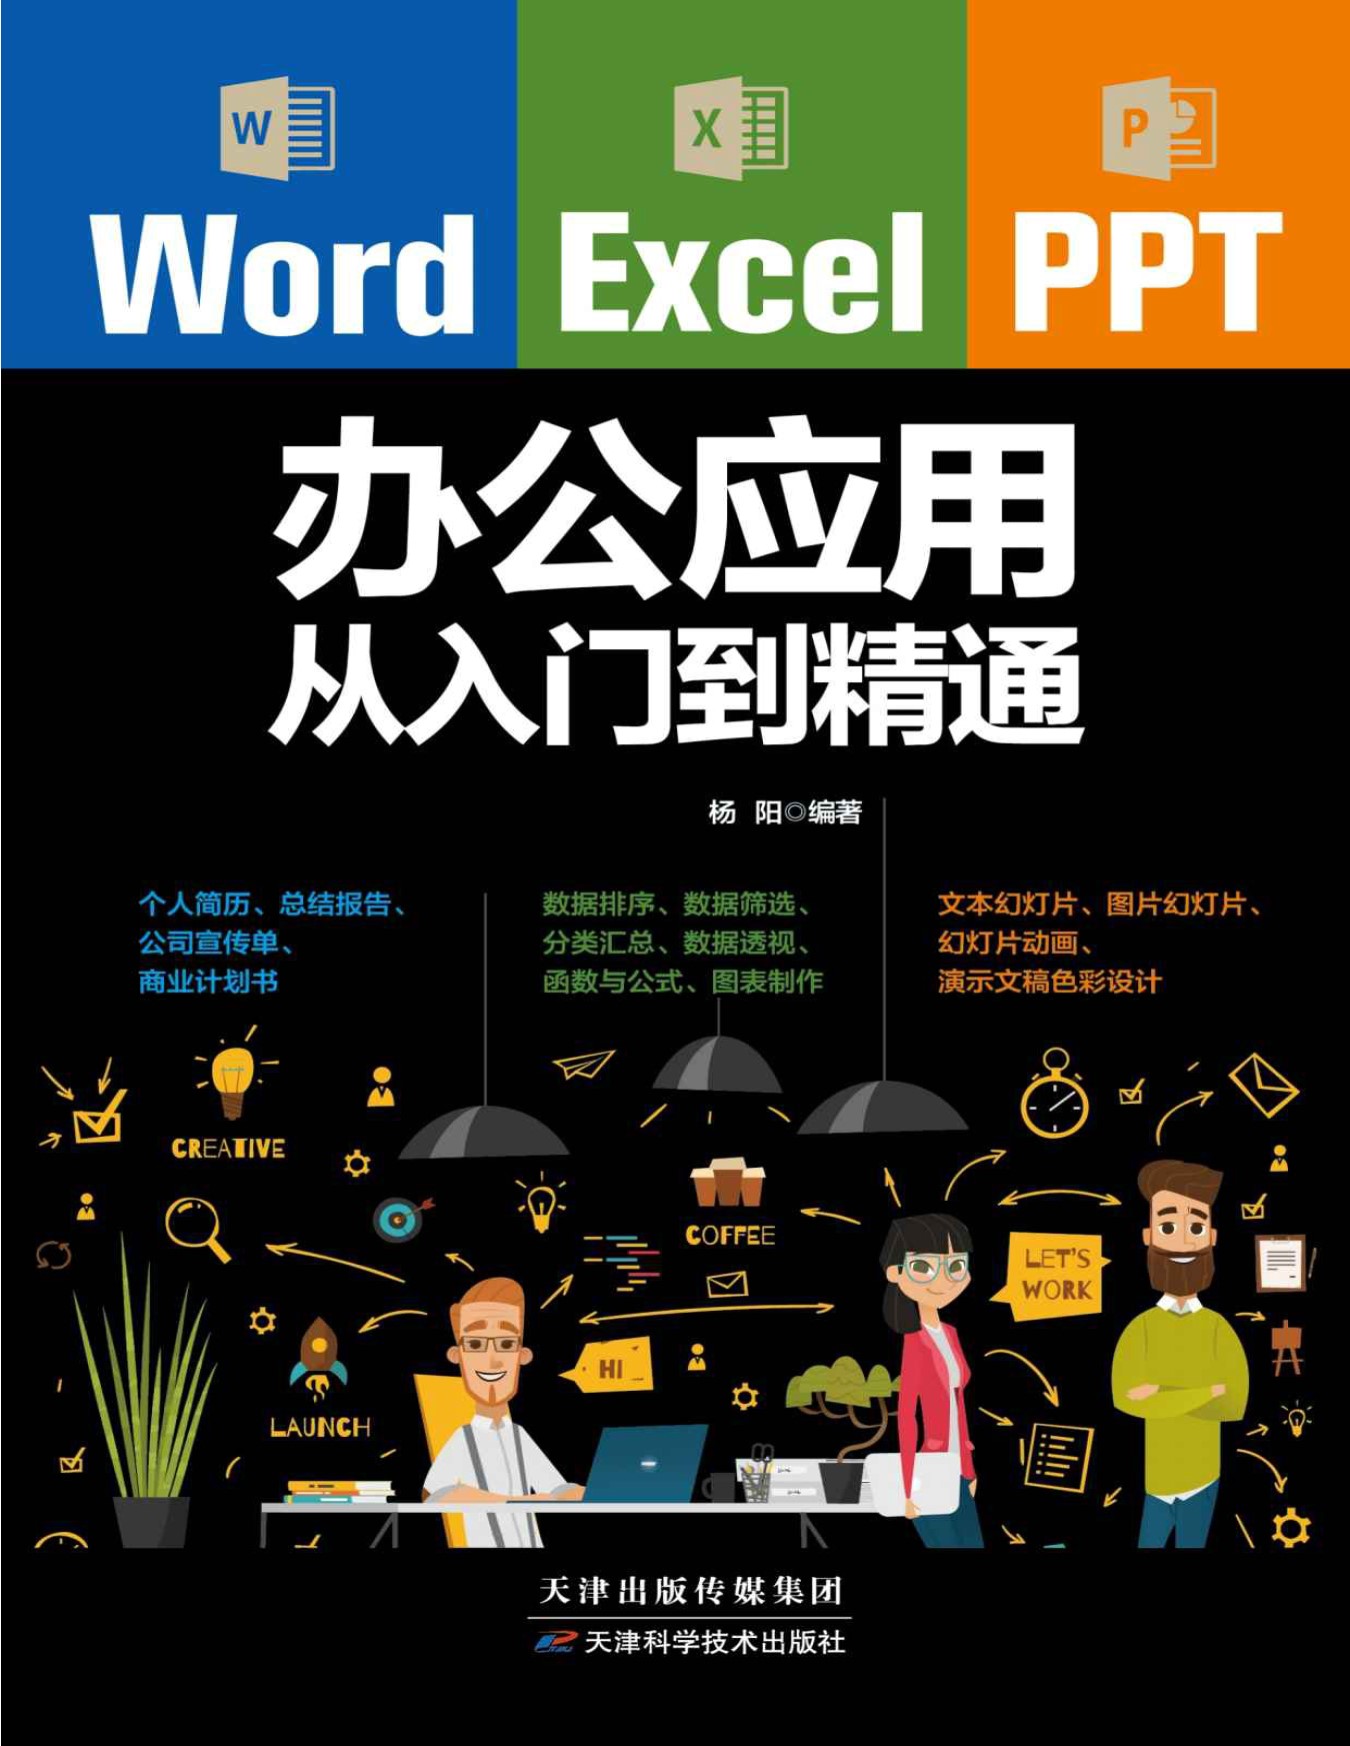 W
X
P
Word Excel PPT
办公应用
从入门到精通
杨 阳◎编著
个人简历、总结报告、
公司宣传单、
商业计划书
数据排序、数据筛选、
分类汇总、数据透视、
函数与公式、图表制作
文本幻灯片、图片幻灯片、
幻灯片动画、
演示文稿色彩设计
CREATIVE
COFFEE
LET'S
WORK
HI
LAUNCH
天津出版传媒集团
天津科学技术出版社